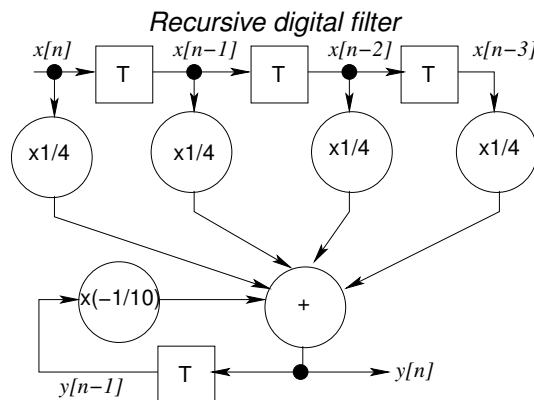 Recursive digital filter
x[n] x[n−1] x[n−2] x[n−3]
T T T
x1/4 x1/4 x1/4 x1/4
x(−1/10) +
y[n−1] T y[n]